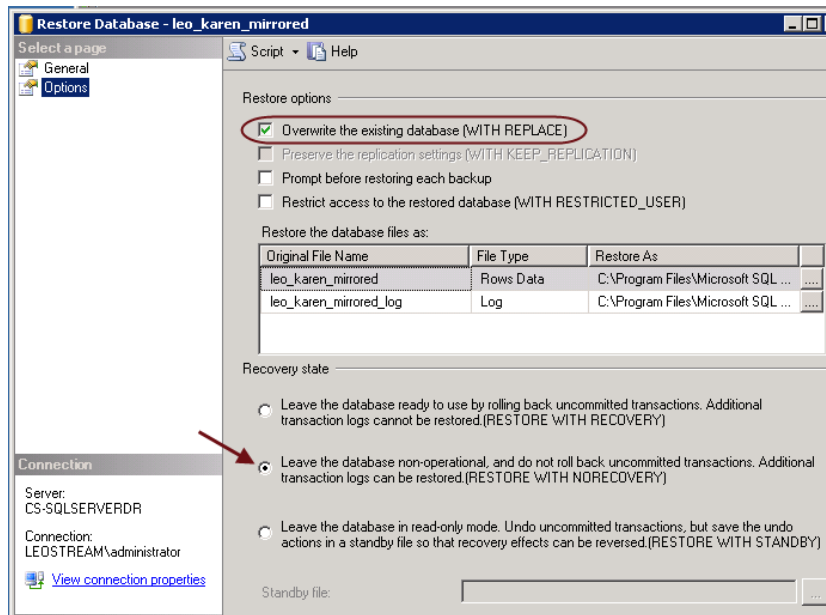 Restore Database - leo_karen_mirrored
Select a page
General
Options
Script
Help
Restore options
Overwrite the existing database (WITH REPLACE)
Preserve the replication settings (WITH KEEP_REPLICATION)
Prompt before restoring each backup
Restrict access to the restored database (WITH RESTRICTED_USER)
Restore the database files as:
Original File Name File Type Restore As
leo_karen_mirrored Rows Data C:\Program Files\Microsoft SQL ... ...
leo_karen_mirrored_log Log C:\Program Files\Microsoft SQL ... ...
Recovery state
Leave the database ready to use by rolling back uncommitted transactions. Additional
transaction logs cannot be restored.(RESTORE WITH RECOVERY)
Leave the database non-operational, and do not roll back uncommitted transactions. Additional
transaction logs can be restored.(RESTORE WITH NORECOVERY)
Leave the database in read-only mode. Undo uncommitted transactions, but save the undo
actions in a standby file so that recovery effects can be reversed.(RESTORE WITH STANDBY)
Standby file: ...
Connection
Server:
CS-SQLSERVERDR
Connection:
LEOSTREAM\administrator
View connection properties